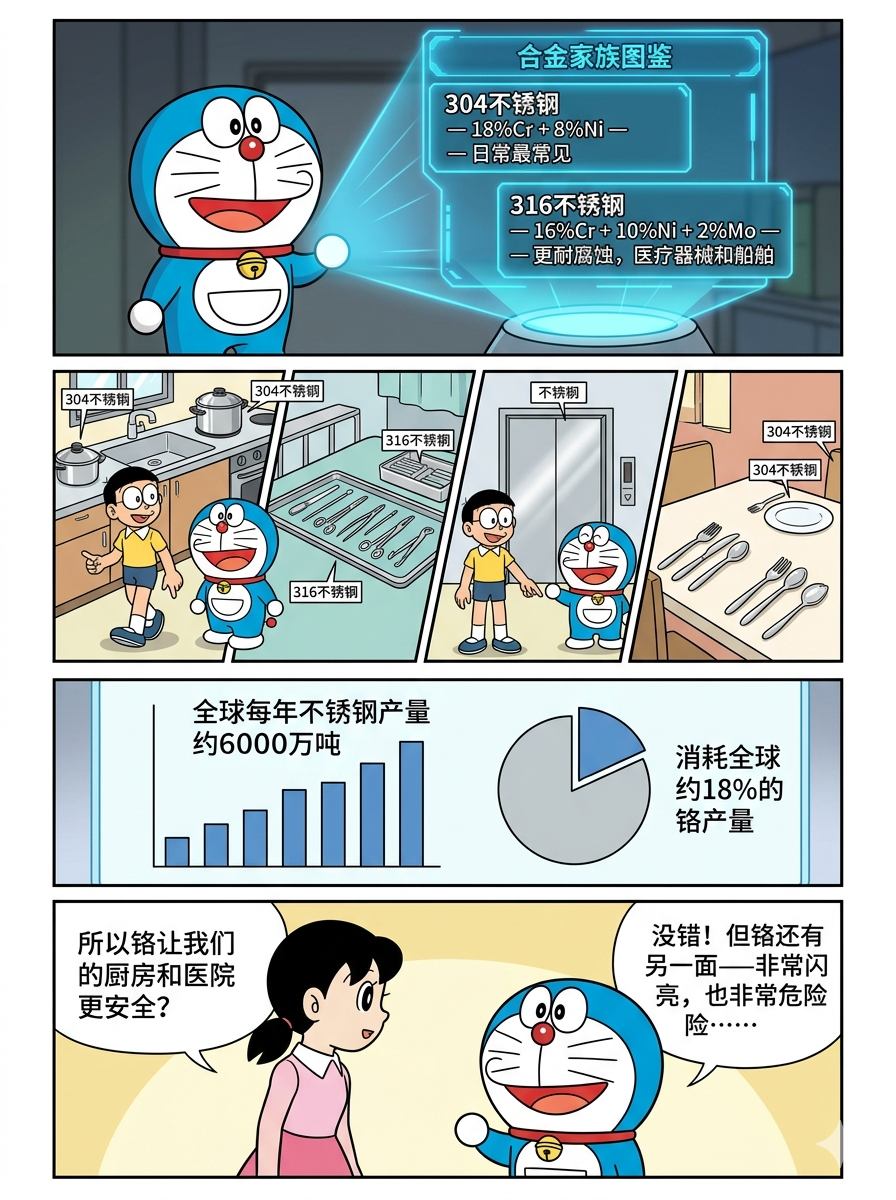 合金家族图鉴
304不锈钢
— 18%Cr + 8%Ni —
— 日常最常见
316不锈钢
— 16%Cr + 10%Ni + 2%Mo —
— 更耐腐蚀，医疗器械和船舶
304不锈钢
304不锈钢
316不锈钢
316不锈钢
不锈钢
304不锈钢
304不锈钢
全球每年不锈钢产量
约6000万吨
消耗全球
约18%的
铬产量
所以铬让我们
的厨房和医院
更安全？
没错！但铬还有
另一面——非常闪
亮，也非常危险
险……